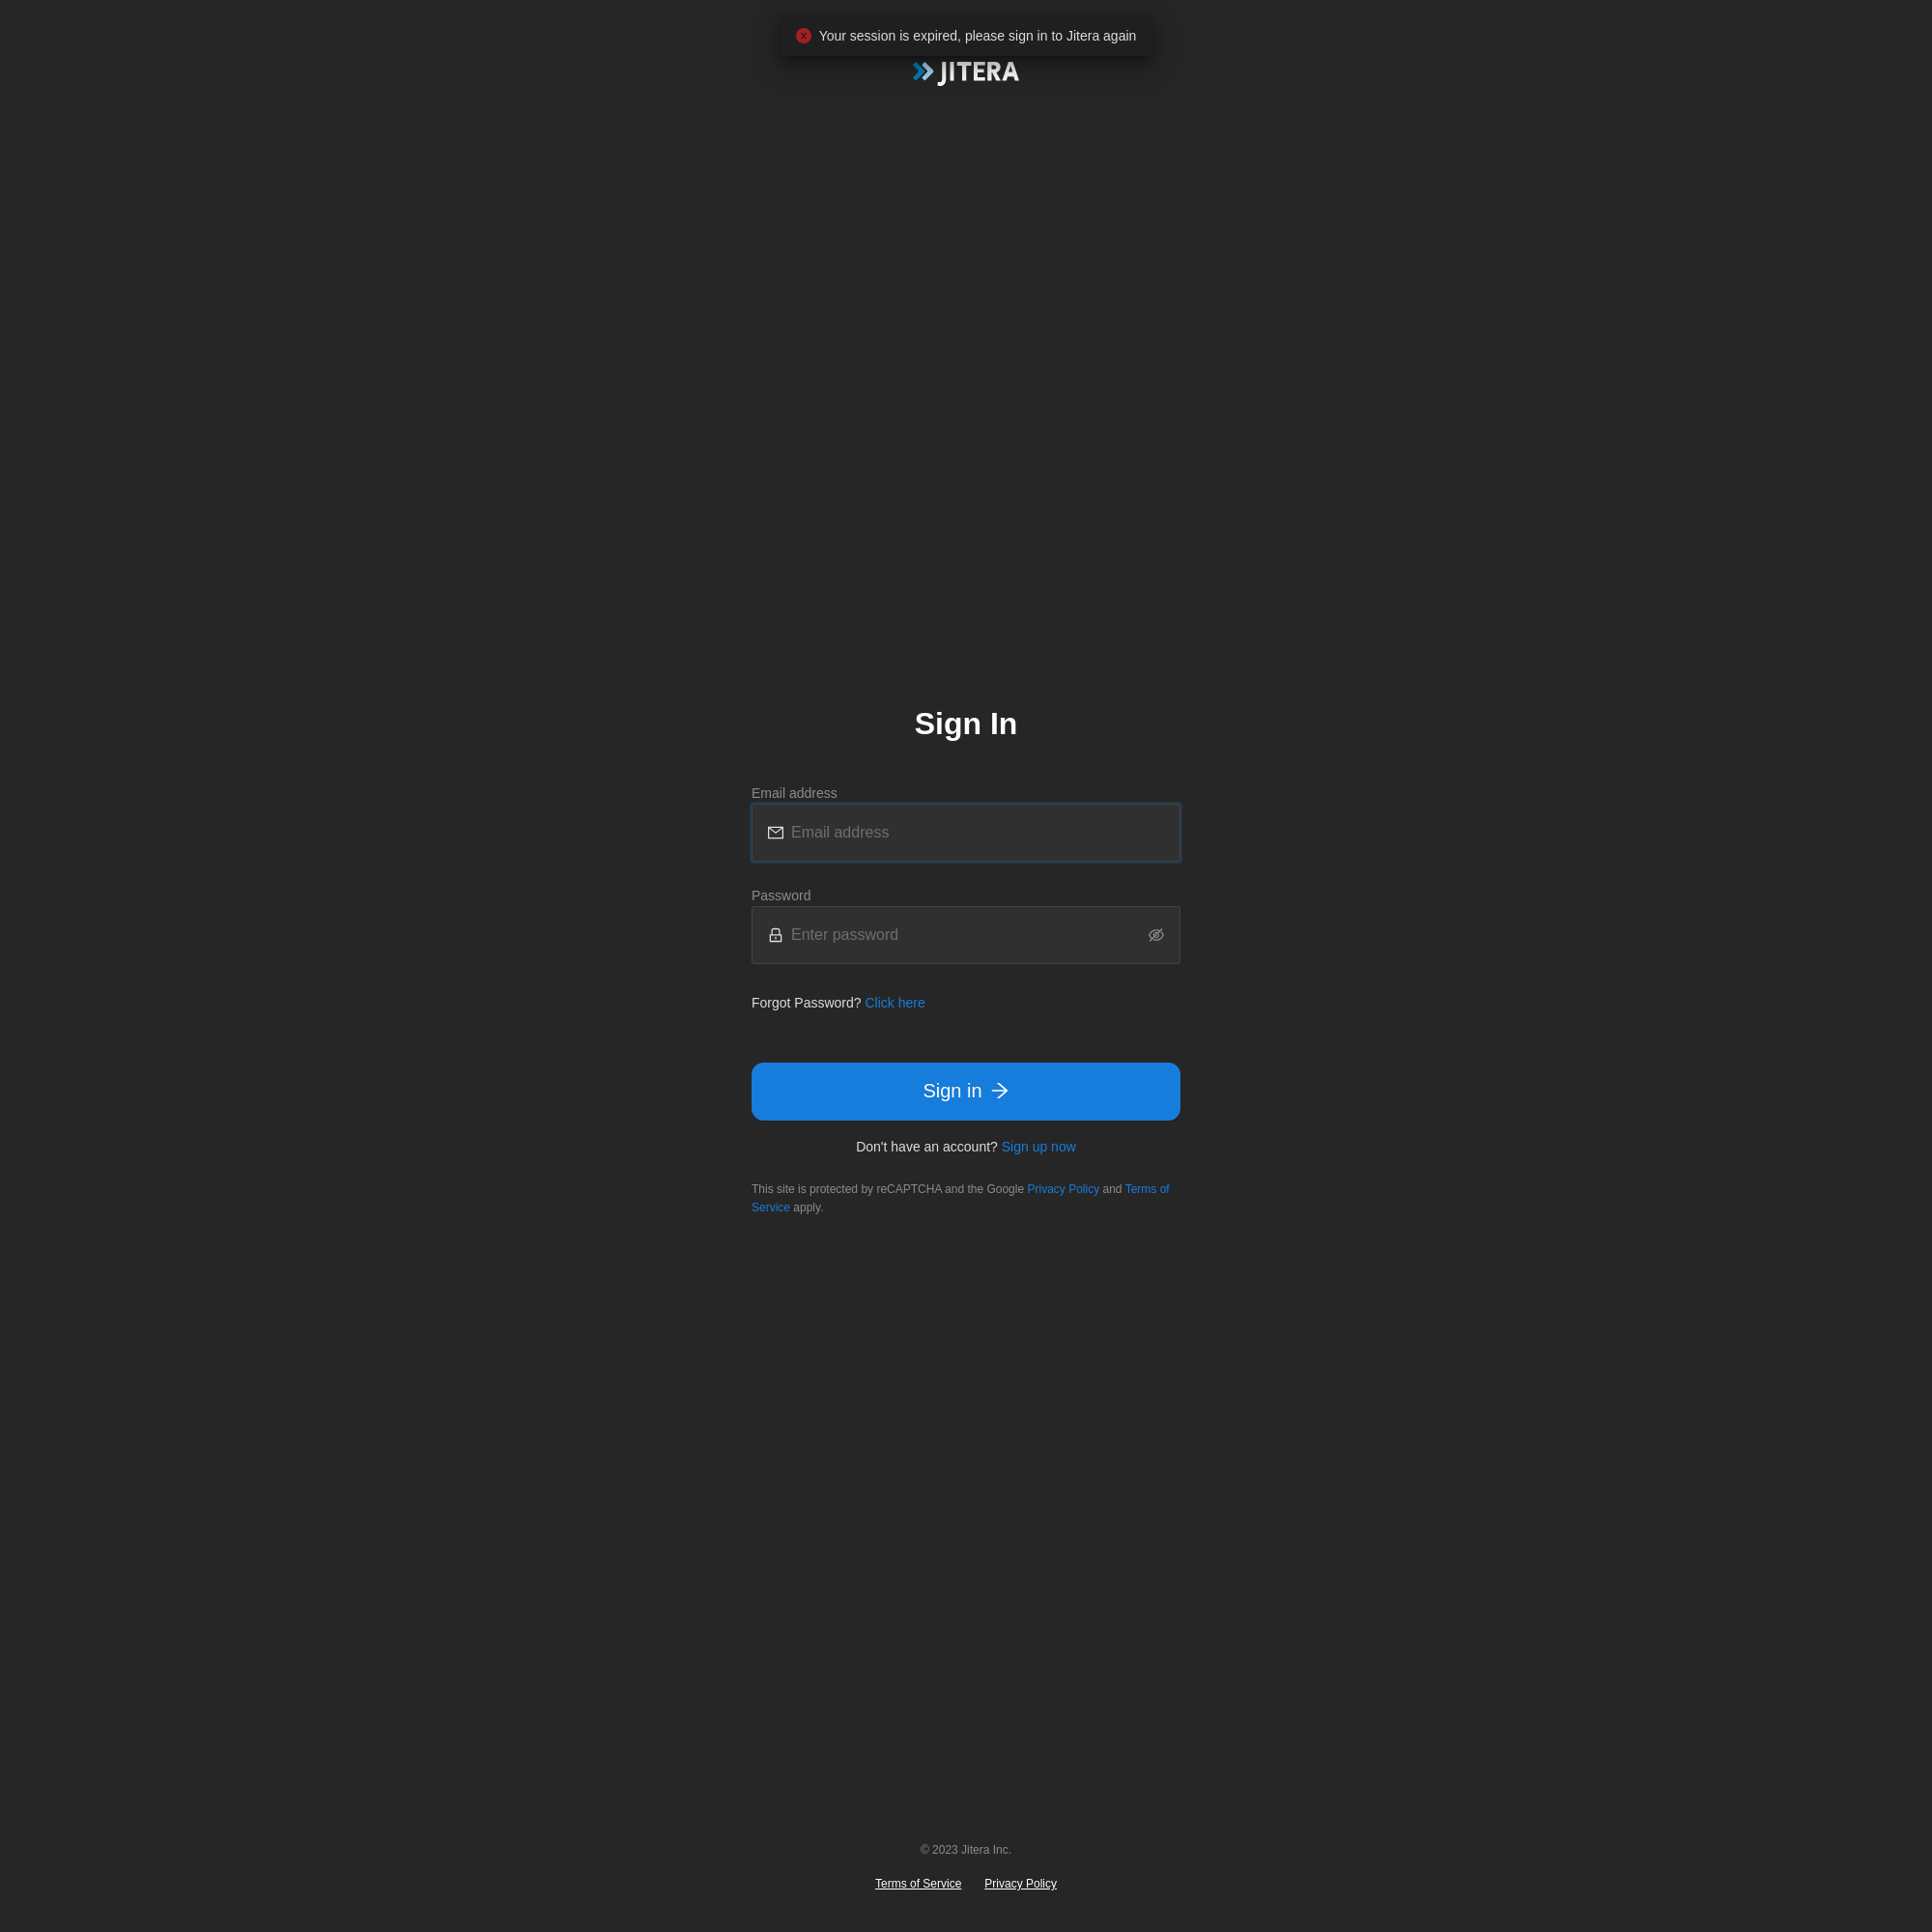 Your session is expired, please sign in to Jitera again
JITERA
Sign In
Email address
Email address
Password
Enter password
Forgot Password? Click here
Sign in
Don't have an account? Sign up now
This site is protected by reCAPTCHA and the Google Privacy Policy and Terms of
Service apply.
© 2023 Jitera Inc.
Terms of Service Privacy Policy